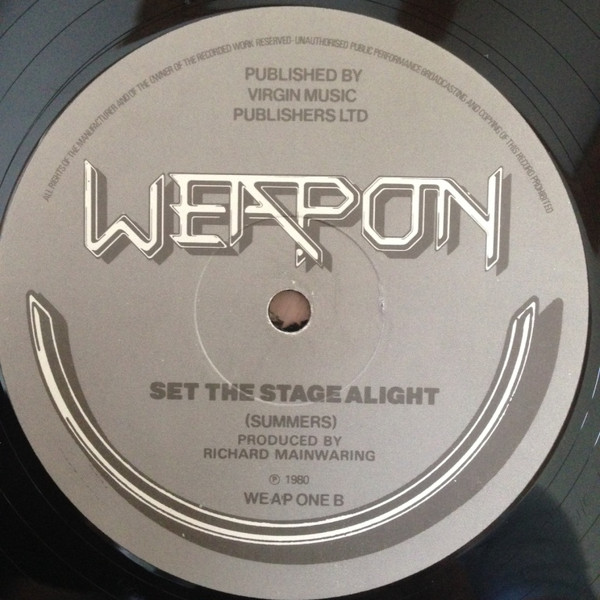 ALL RIGHTS OF THE MANUFACTURER AND OF THE OWNER OF THE RECORDED WORK RESERVED- UNAUTHORISED PUBLIC PERFORMANCE BROADCASTING AND COPYING OF THIS RECORD PROHIBITED
PUBLISHED BY
VIRGIN MUSIC
PUBLISHERS LTD
WEAPON
SET THE STAGE ALIGHT
(SUMMERS)
PRODUCED BY
RICHARD MAINWARING
℗ 1980
WEAP ONE B